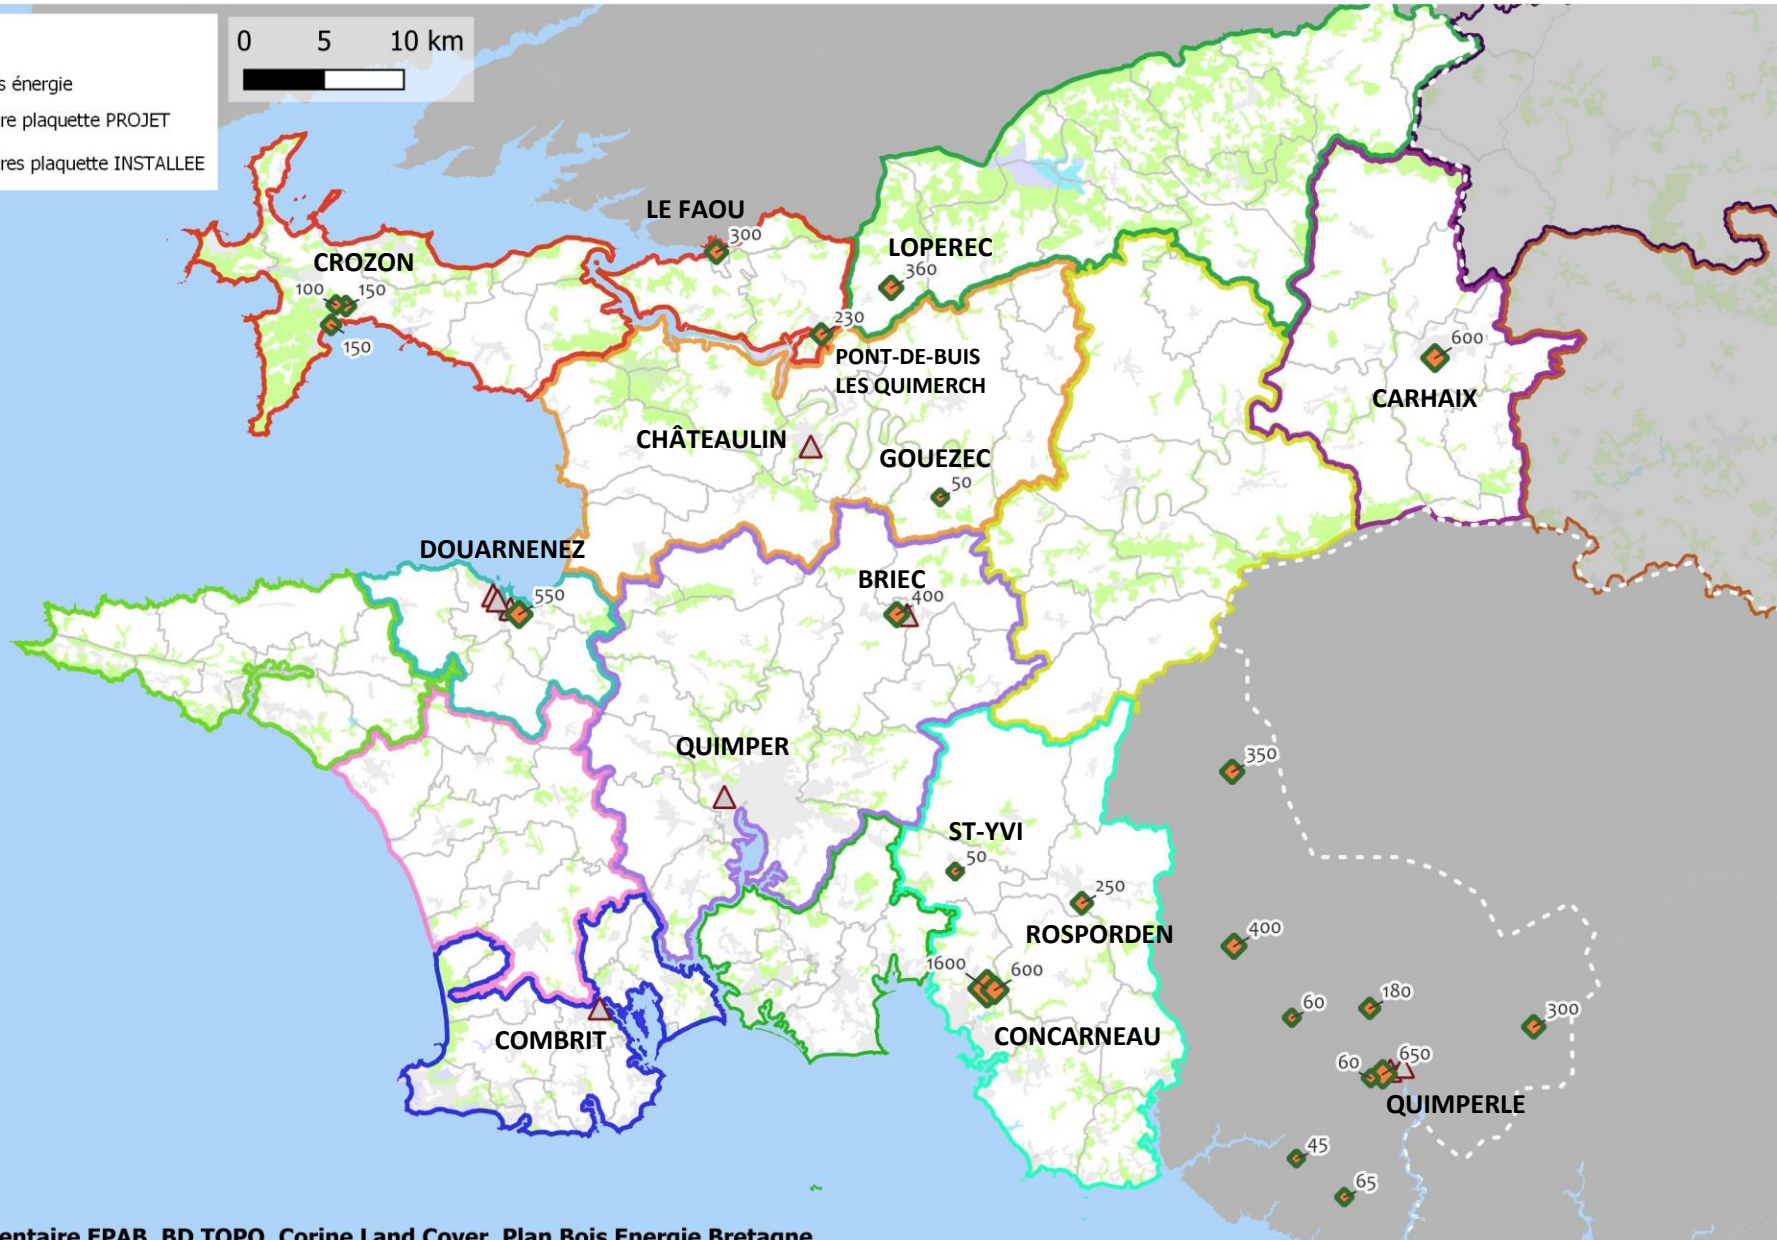 0 5 10 km
s énergie
re plaquette PROJET
res plaquette INSTALLEE
LE FAOU
300
CROZON
100
150
150
LOPEREC
360
230
PONT-DE-BUIS
LES QUIMERCH
600
CARHAIX
CHÂTEAULIN
GOUEZEC
50
DOUARNENEZ
550
BRIEC
400
QUIMPER
350
ST-YVI
50
250
ROSPORDEN
400
1600
600
CONCARNEAU
COMBRIT
60
180
300
60
650
QUIMPERLE
45
65
entaire EPAB, BD TOPO, Corine Land Cover, Plan Bois Energie Bretagne